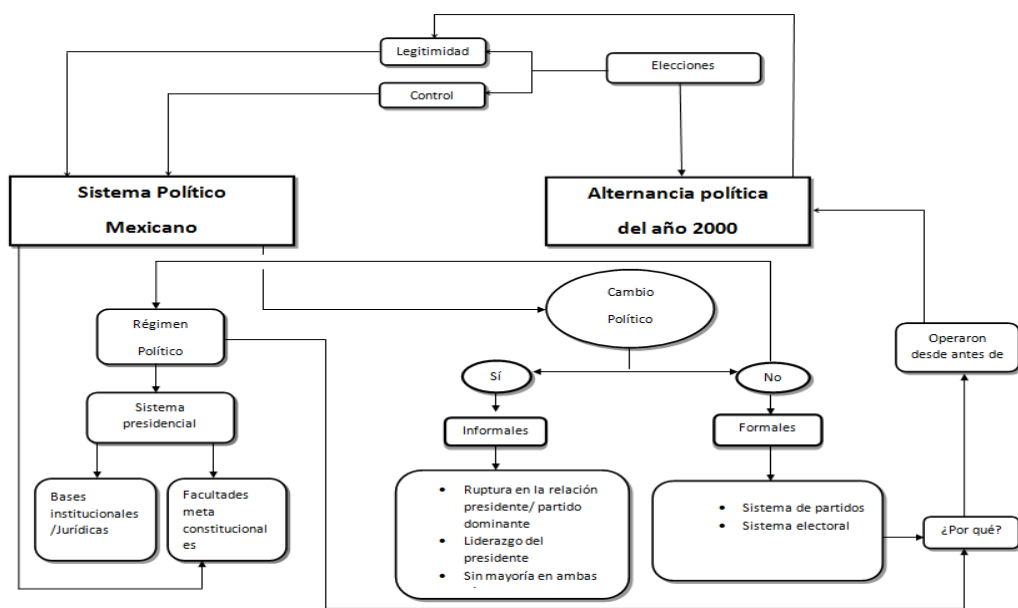 Legitimidad
Elecciones
Control
Sistema Político
Mexicano
Alternancia política
del año 2000
Cambio
Político
Régimen
Político
Operaron
desde antes de
Sí
No
Sistema
presidencial
Informales
Formales
Bases
institucionales
/Jurídicas
Facultades
meta
constitucional
es
• Ruptura en la relación
presidente/ partido
dominante
• Liderazgo del
presidente
• Sin mayoría en ambas
• Sistema de partidos
• Sistema electoral
¿Por qué?